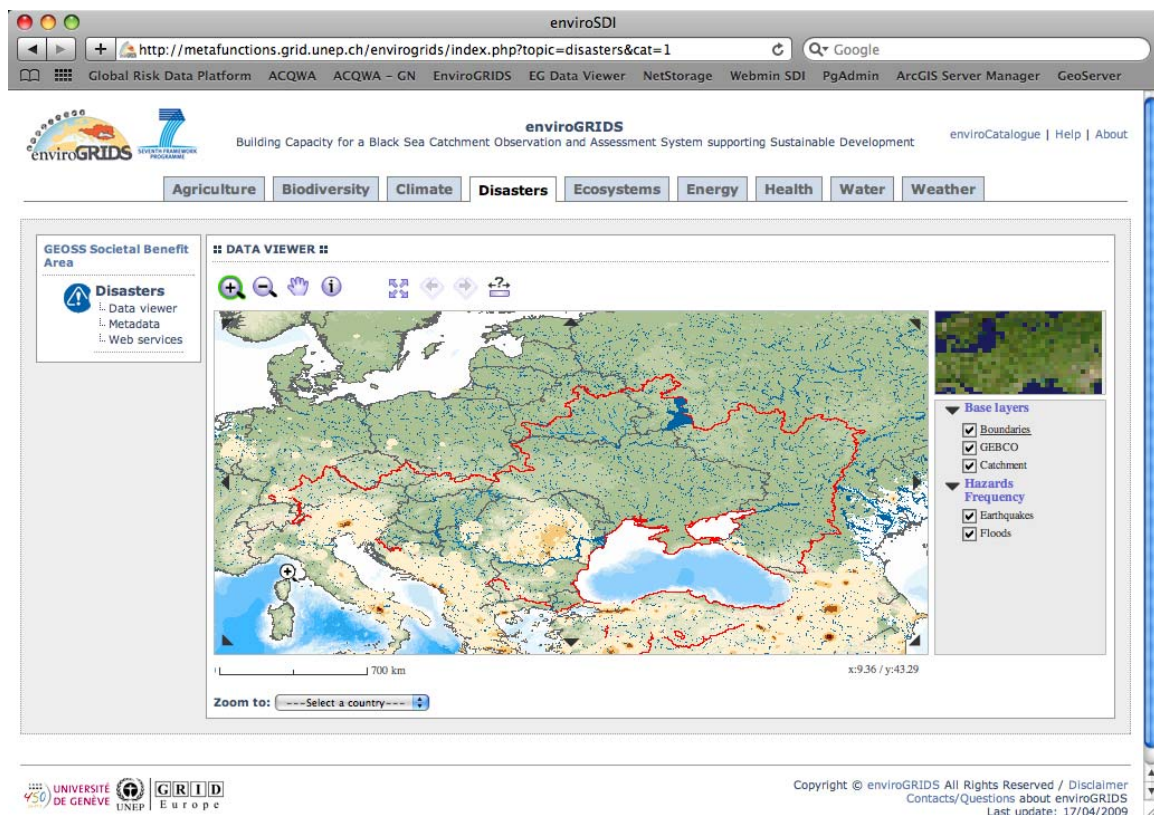 enviroSDI
http://metafunctions.grid.unep.ch/envirogrids/index.php?topic=disasters&cat=1
Google
Global Risk Data Platform ACQWA ACQWA - GN EnviroGRIDS EG Data Viewer NetStorage Webmin SDI PgAdmin ArcGIS Server Manager GeoServer
enviroGRIDS
SEVENTH FRAMEWORK
PROGRAMME
enviroGRIDS
Building Capacity for a Black Sea Catchment Observation and Assessment System supporting Sustainable Development
enviroCatalogue | Help | About
Agriculture Biodiversity Climate Disasters Ecosystems Energy Health Water Weather
GEOSS Societal Benefit
Area
Disasters
Data viewer
Metadata
Web services
:: DATA VIEWER ::
Base layers
Boundaries
GEBCO
Catchment
Hazards
Frequency
Earthquakes
Floods
700 km
x:9.36 / y:43.29
Zoom to: ---Select a country---
450 UNIVERSITÉ
DE GENÈVE
UNEP
GRID
Europe
Copyright © enviroGRIDS All Rights Reserved / Disclaimer
Contacts/Questions about enviroGRIDS
Last update: 17/04/2009